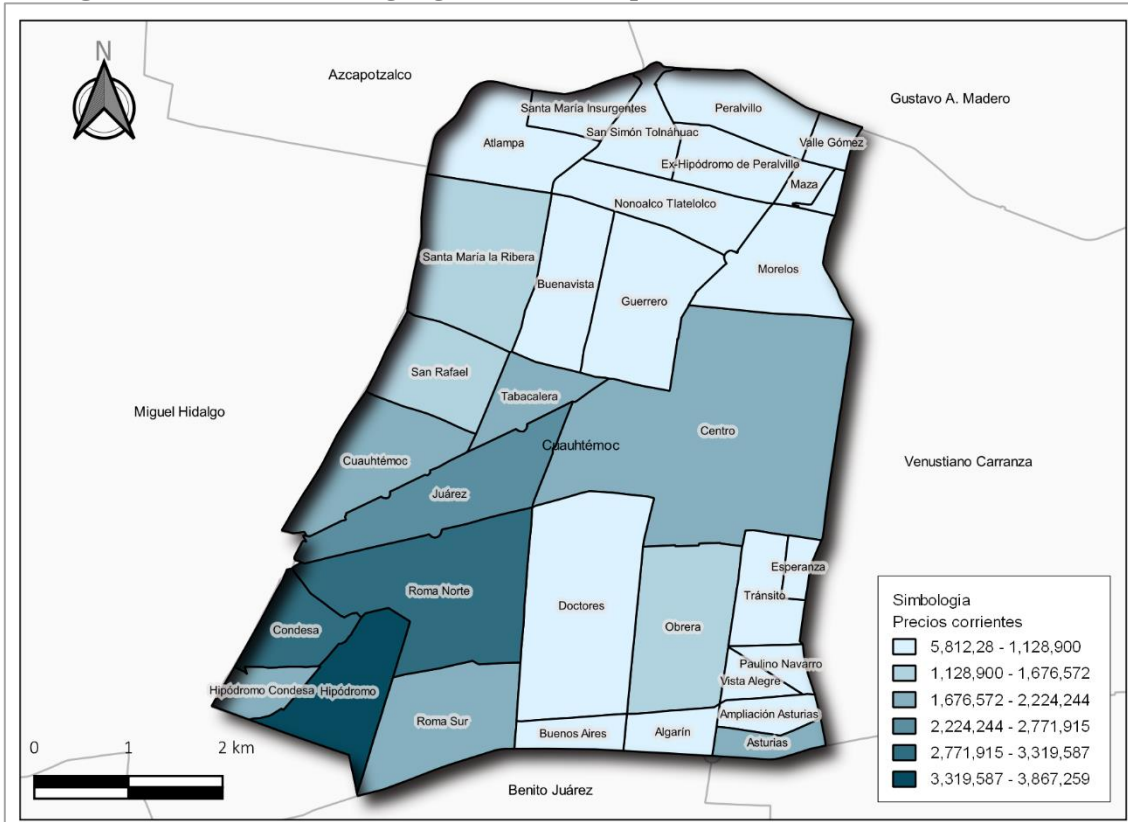 N
Azcapotzalco
Gustavo A. Madero
Santa María Insurgentes
Peralvillo
San Simón Tolnáhuac
Valle Gómez
Atlampa
Ex-Hipódromo de Peralvillo
Maza
Nonoalco Tlatelolco
Santa María la Ribera
Morelos
Buenavista
Guerrero
San Rafael
Tabacalera
Miguel Hidalgo
Centro
Cuauhtémoc
Cuauhtémoc
Venustiano Carranza
Juárez
Esperanza
Roma Norte
Tránsito
Doctores
Obrera
Condesa
Paulino Navarro
Vista Alegre
Hipódromo Condesa
Hipódromo
Roma Sur
Ampliación Asturias
Buenos Aires
Algarín
Asturias
Benito Juárez
0 1 2 km
Simbologia
Precios corrientes
5,812,28 - 1,128,900
1,128,900 - 1,676,572
1,676,572 - 2,224,244
2,224,244 - 2,771,915
2,771,915 - 3,319,587
3,319,587 - 3,867,259